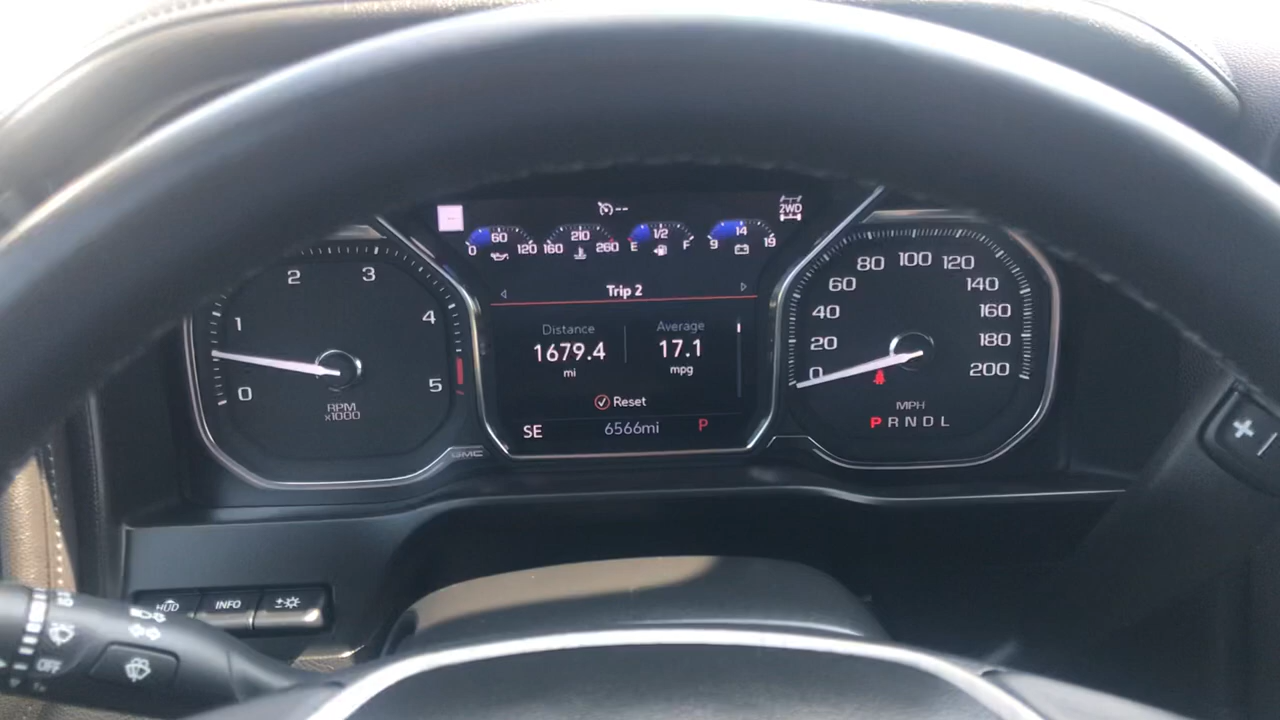 --
2WD
0 60 120
160 210 260
E 1/2 F
9 14 19
Trip 2
Distance
1679.4
mi
Average
17.1
mpg
Reset
SE 6566mi P
0 1 2 3 4 5
RPM
x1000
GMC
0 20 40 60 80 100 120 140 160 180 200
MPH
P R N D L
HUD INFO
OFF
+